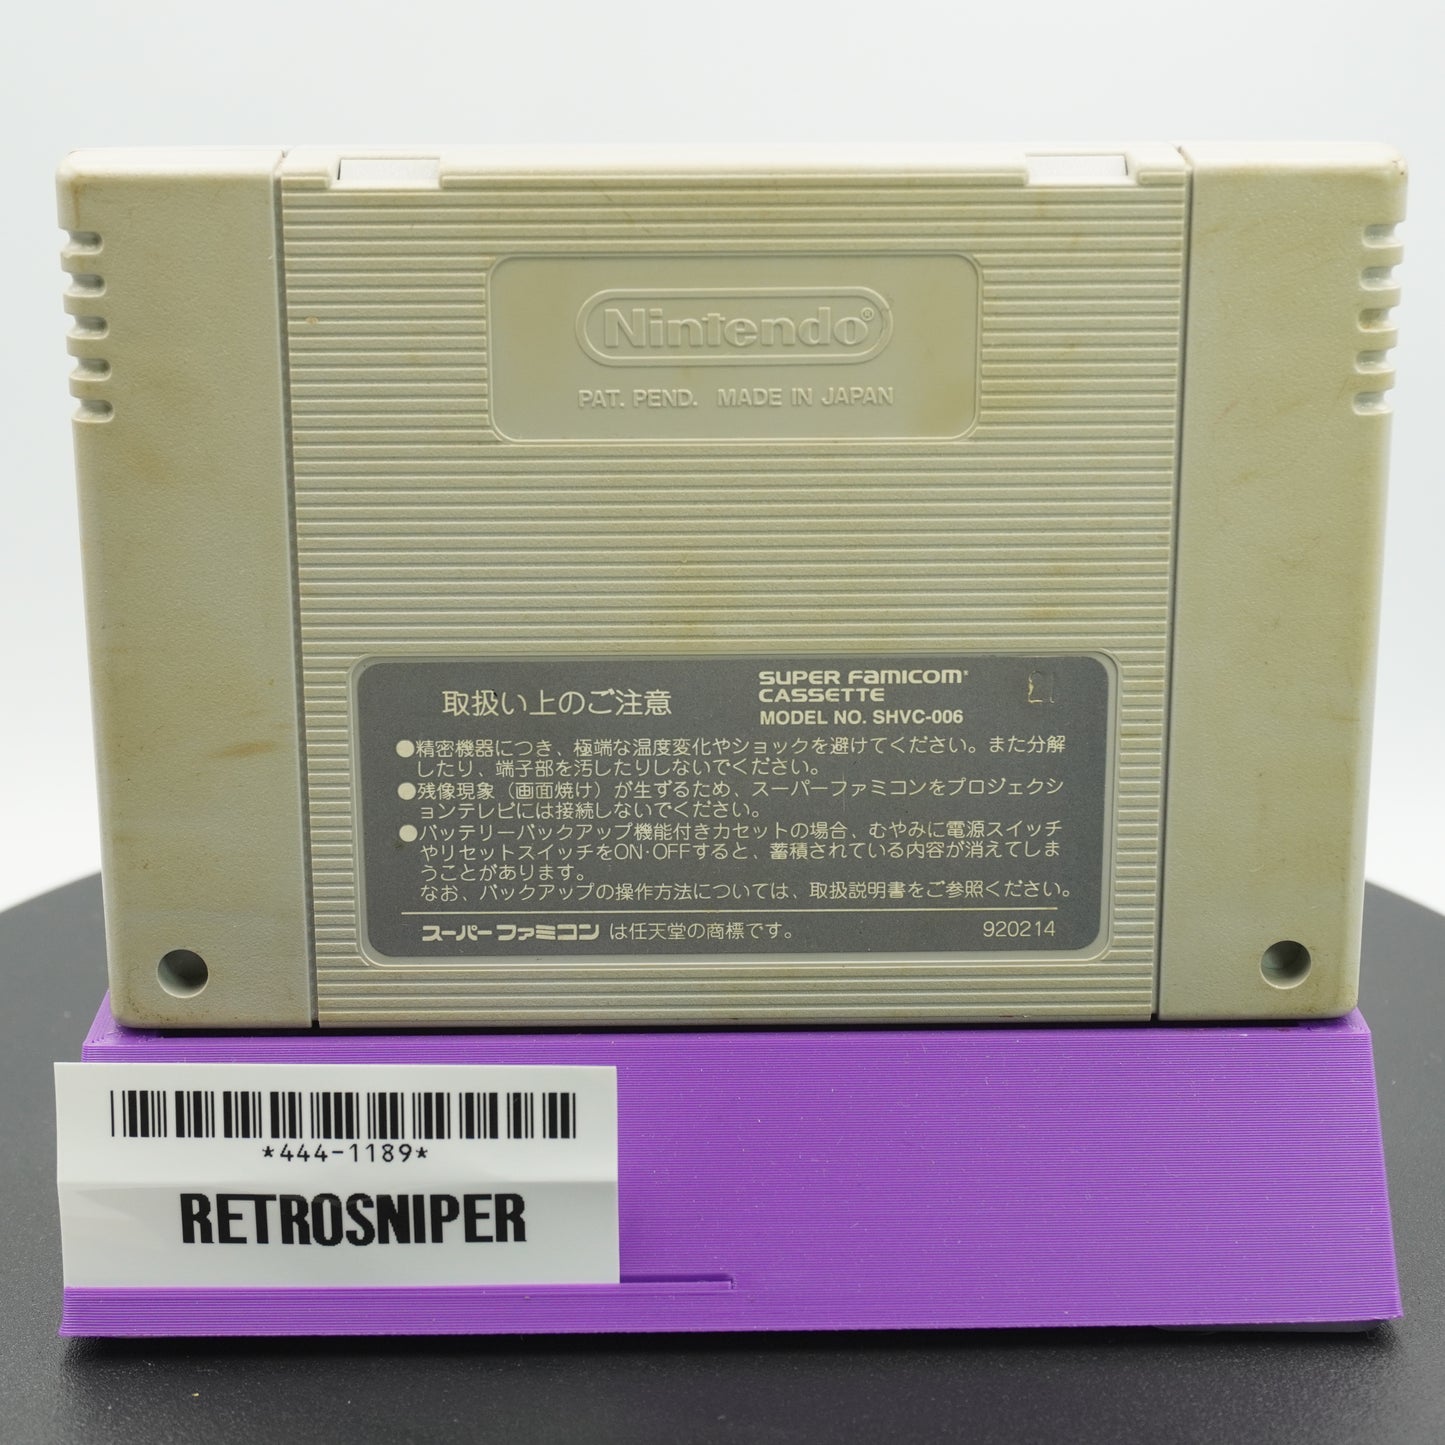 Nintendo®
PAT. PEND. MADE IN JAPAN
取扱い上のご注意
SUPER FAMICOM
CASSETTE
MODEL NO. SHVC-006
●精密機器につき、極端な温度変化やショックを避けてください。また分解
したり、端子部を汚したりしないでください。
●残像現象（画面焼け）が生ずるため、スーパーファミコンをプロジェクシ
ョンテレビには接続しないでください。
●バッテリーバックアップ機能付きカセットの場合、むやみに電源スイッチ
やリセットスイッチをON・OFFすると、蓄積されている内容が消えてしま
うことがあります。
なお、バックアップの操作方法については、取扱説明書をご参照ください。
スーパーファミコン は任天堂の商標です。
920214
*444-1189*
RETROSNIPER